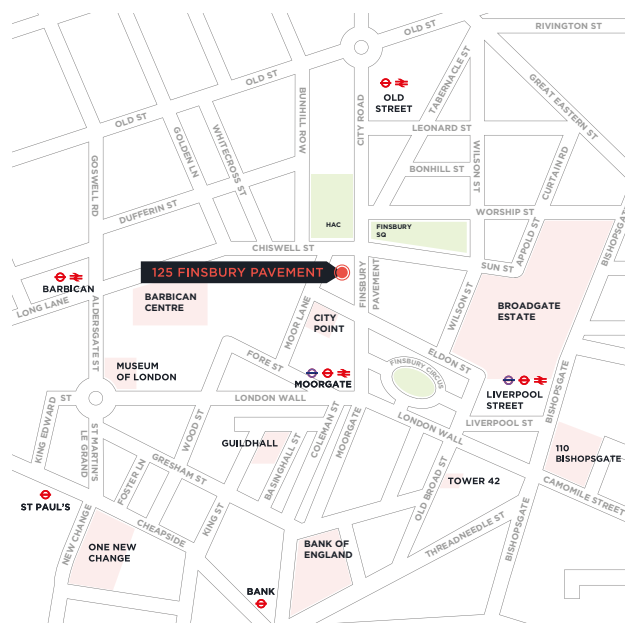 OLD ST
RIVINGTON ST
OLD ST
TABERNACLE ST
GREAT EASTERN ST
OLD
STREET
BUNHILL ROW
CITY ROAD
OLD ST
GOLDEN LN
WHITECROSS ST
LEONARD ST
WILSON ST
CURTAIN RD
GOSWELL RD
BONHILL ST
DUFFERIN ST
HAC
FINSBURY
SQ
WORSHIP ST
APPOLD ST
BISHOPSGATE
CHISWELL ST
125 FINSBURY PAVEMENT
FINSBURY
PAVEMENT
SUN ST
BARBICAN
LONG LANE
BARBICAN
CENTRE
MOOR LANE
CITY
POINT
WILSON ST
BROADGATE
ESTATE
ALDERSGATE ST
MUSEUM
OF LONDON
FORE ST
MOORGATE
ELDON ST
FINSBURY CIRCUS
LIVERPOOL
STREET
BISHOPSGATE
KING EDWARD
ST
LONDON WALL
LONDON WALL
LIVERPOOL ST
ST MARTIN'S
LE GRAND
WOOD ST
GUILDHALL
BASINGHALL ST
COLEMAN ST
MOORGATE
110
BISHOPSGATE
GRESHAM ST
FOSTER LN
OLD BROAD ST
TOWER 42
CAMOMILE STREET
ST PAUL'S
NEW CHANGE
CHEAPSIDE
KING ST
THREADNEEDLE ST
BISHOPSGATE
ONE NEW
CHANGE
BANK OF
ENGLAND
BANK